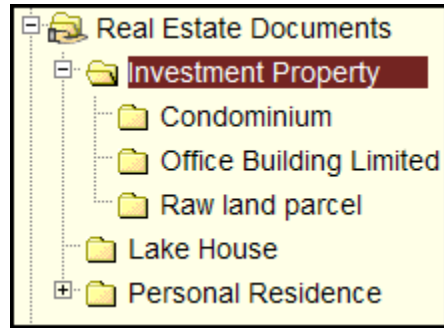 Real Estate Documents
Investment Property
Condominium
Office Building Limited
Raw land parcel
Lake House
Personal Residence